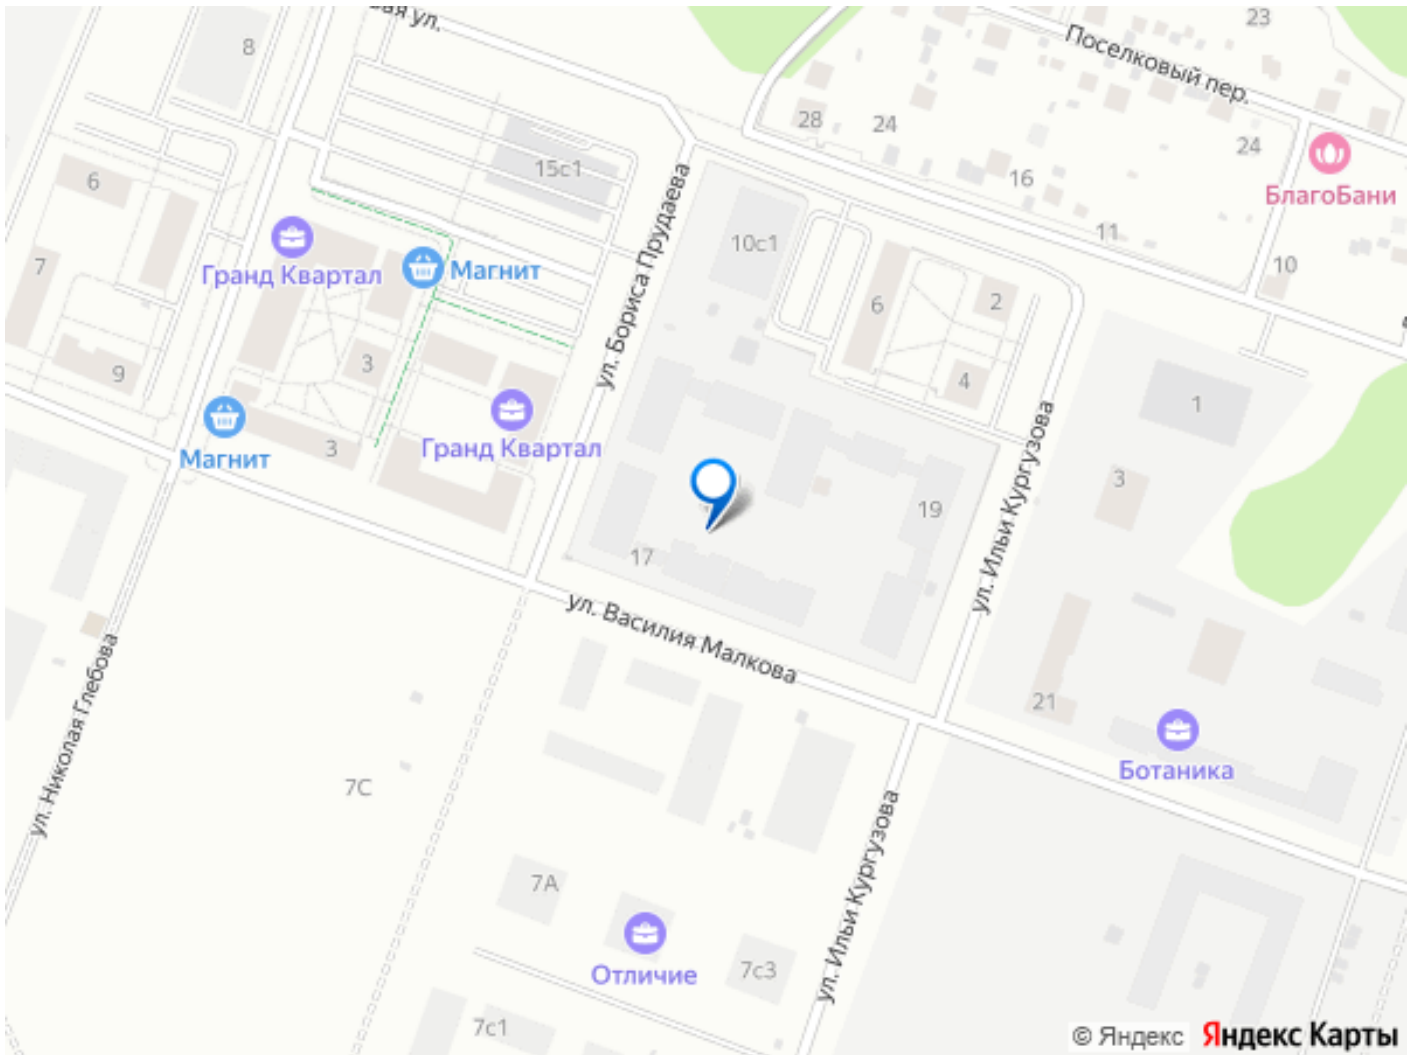 вая ул.
23
Поселковый пер.
8
28
24
24
15с1
БлагоБани
16
6
11
10с1
Гранд Квартал
Магнит
7
10
ул. Бориса Прудаева
6
2
3
9
4
1
Магнит
3
Гранд Квартал
ул. Ильи Кургузова
3
19
17
ул. Василия Малкова
ул. Николая Глебова
21
Ботаника
7С
ул. Ильи Кургузова
7А
Отличие
7с3
7с1
© Яндекс Яндекс Карты